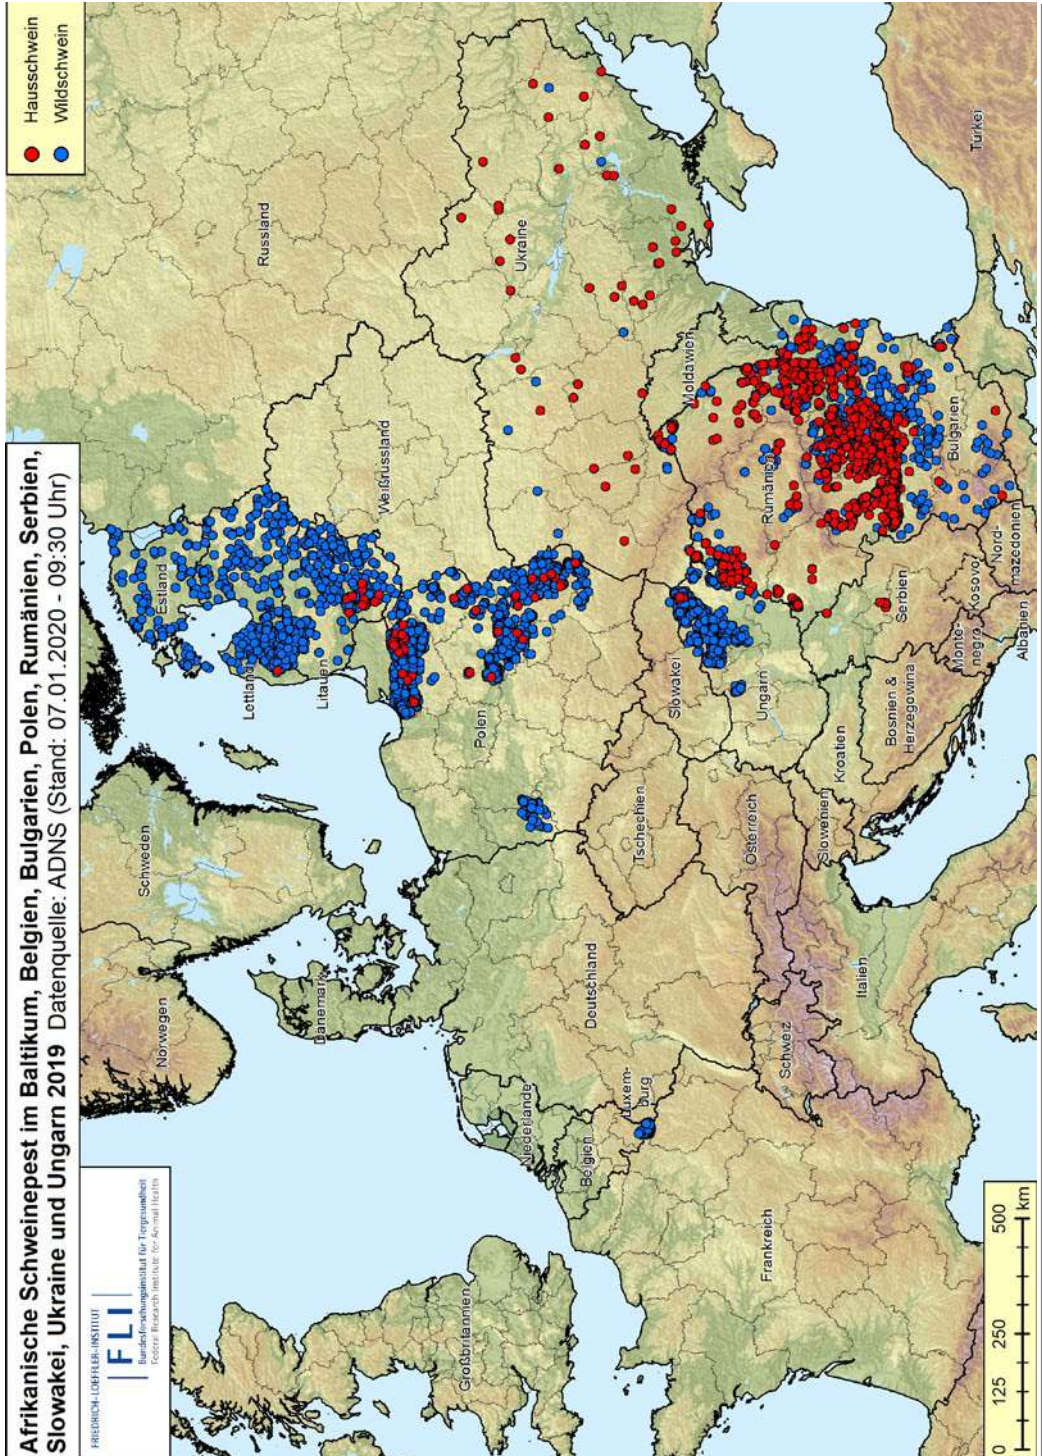 Afrikanische Schweinepest im Baltikum, Belgien, Bulgarien, Polen, Rumänien, Serbien,
Slowakei, Ukraine und Ungarn 2019 Datenquelle: ADNS (Stand: 07.01.2020 - 09:30 Uhr)
FRIEDRICH-LOEFFLER-INSTITUT
FLI
Bundesforschungsinstitut für Tiergesundheit
Federal Research Institute for Animal Health
Hausschwein
Wildschwein
Norwegen
Schweden
Estland
Russland
Lettland
Litauen
Dänemark
Weißrussland
Großbritannien
Niederlande
Polen
Ukraine
Belgien
Deutschland
Luxem-
burg
Tschechien
Slowakei
Moldawien
Frankreich
Schweiz
Österreich
Ungarn
Rumänien
Slowenien
Kroatien
Italien
Bosnien &
Herzegowina
Serbien
Bulgarien
Monte-
negro
Kosovo
Nord-
mazedonien
Albanien
Türkei
0 125 250 500
km